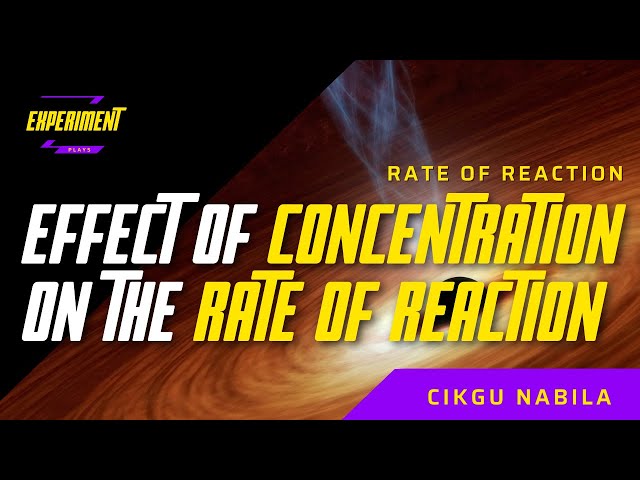 EXPERIMENT
PLAYS
RATE OF REACTION
EFFECT OF CONCENTRATION
ON THE RATE OF REACTION
CIKGU NABILA